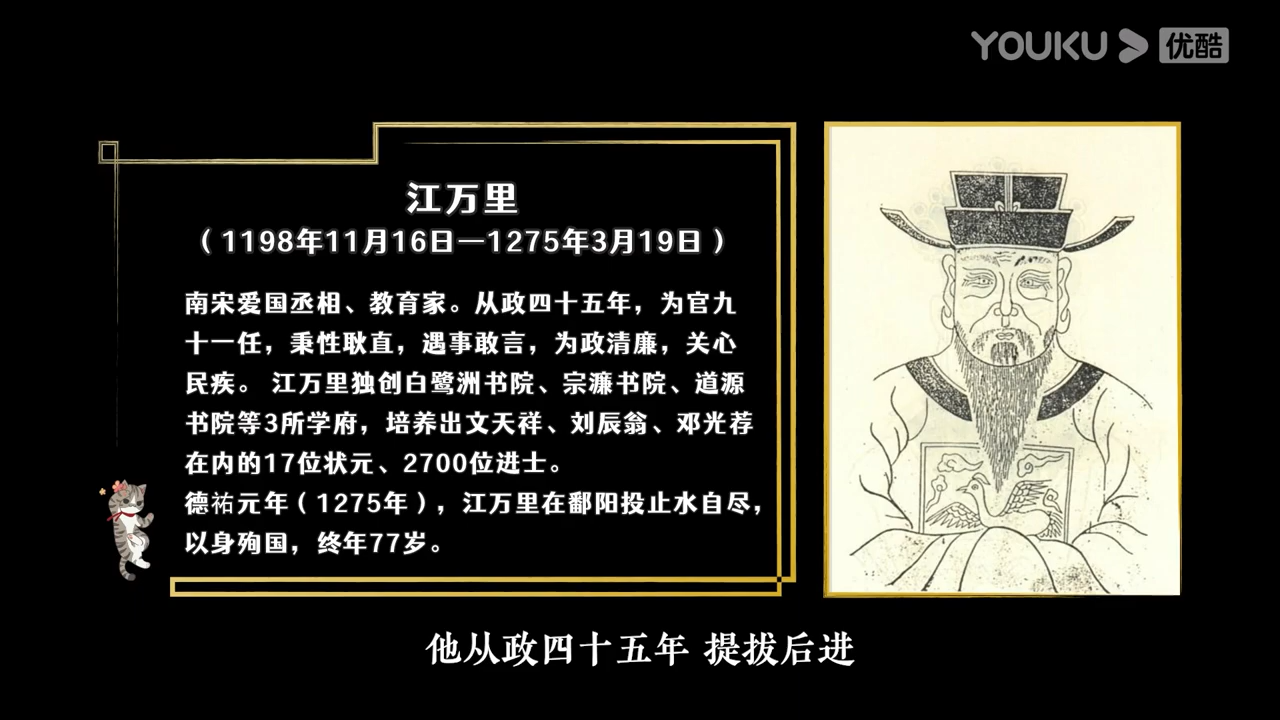 YOUKU 优酷
江万里
（1198年11月16日—1275年3月19日）
南宋爱国丞相、教育家。从政四十五年，为官九
十一任，秉性耿直，遇事敢言，为政清廉，关心
民疾。 江万里独创白鹭洲书院、宗濂书院、道源
书院等3所学府，培养出文天祥、刘辰翁、邓光荐
在内的17位状元、2700位进士。
德祐元年（1275年），江万里在鄱阳投止水自尽，
以身殉国，终年77岁。
他从政四十五年 提拔后进